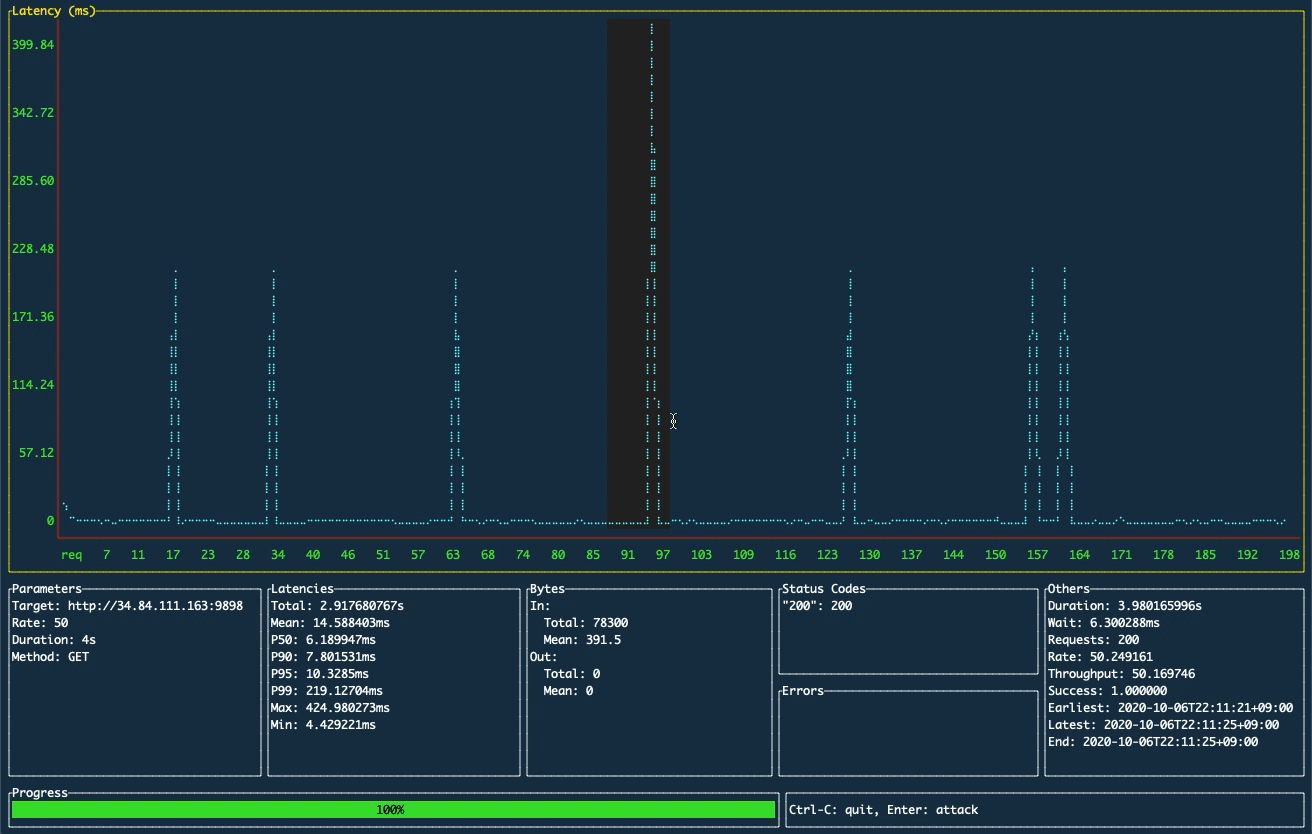 Latency (ms)
399.84
342.72
285.60
228.48
171.36
114.24
57.12
0
req 7 11 17 23 28 34 40 46 51 57 63 68 74 80 85 91 97 103 109 116 123 130 137 144 150 157 164 171 178 185 192 198
Parameters
Target: http://34.84.111.163:9898
Rate: 50
Duration: 4s
Method: GET
Latencies
Total: 2.917680767s
Mean: 14.588403ms
P50: 6.189947ms
P90: 7.801531ms
P95: 10.3285ms
P99: 219.12704ms
Max: 424.980273ms
Min: 4.429221ms
Bytes
In:
Total: 78300
Mean: 391.5
Out:
Total: 0
Mean: 0
Status Codes
"200": 200
Errors
Others
Duration: 3.980165996s
Wait: 6.300288ms
Requests: 200
Rate: 50.249161
Throughput: 50.169746
Success: 1.000000
Earliest: 2020-10-06T22:11:21+09:00
Latest: 2020-10-06T22:11:25+09:00
End: 2020-10-06T22:11:25+09:00
Progress
100%
Ctrl-C: quit, Enter: attack